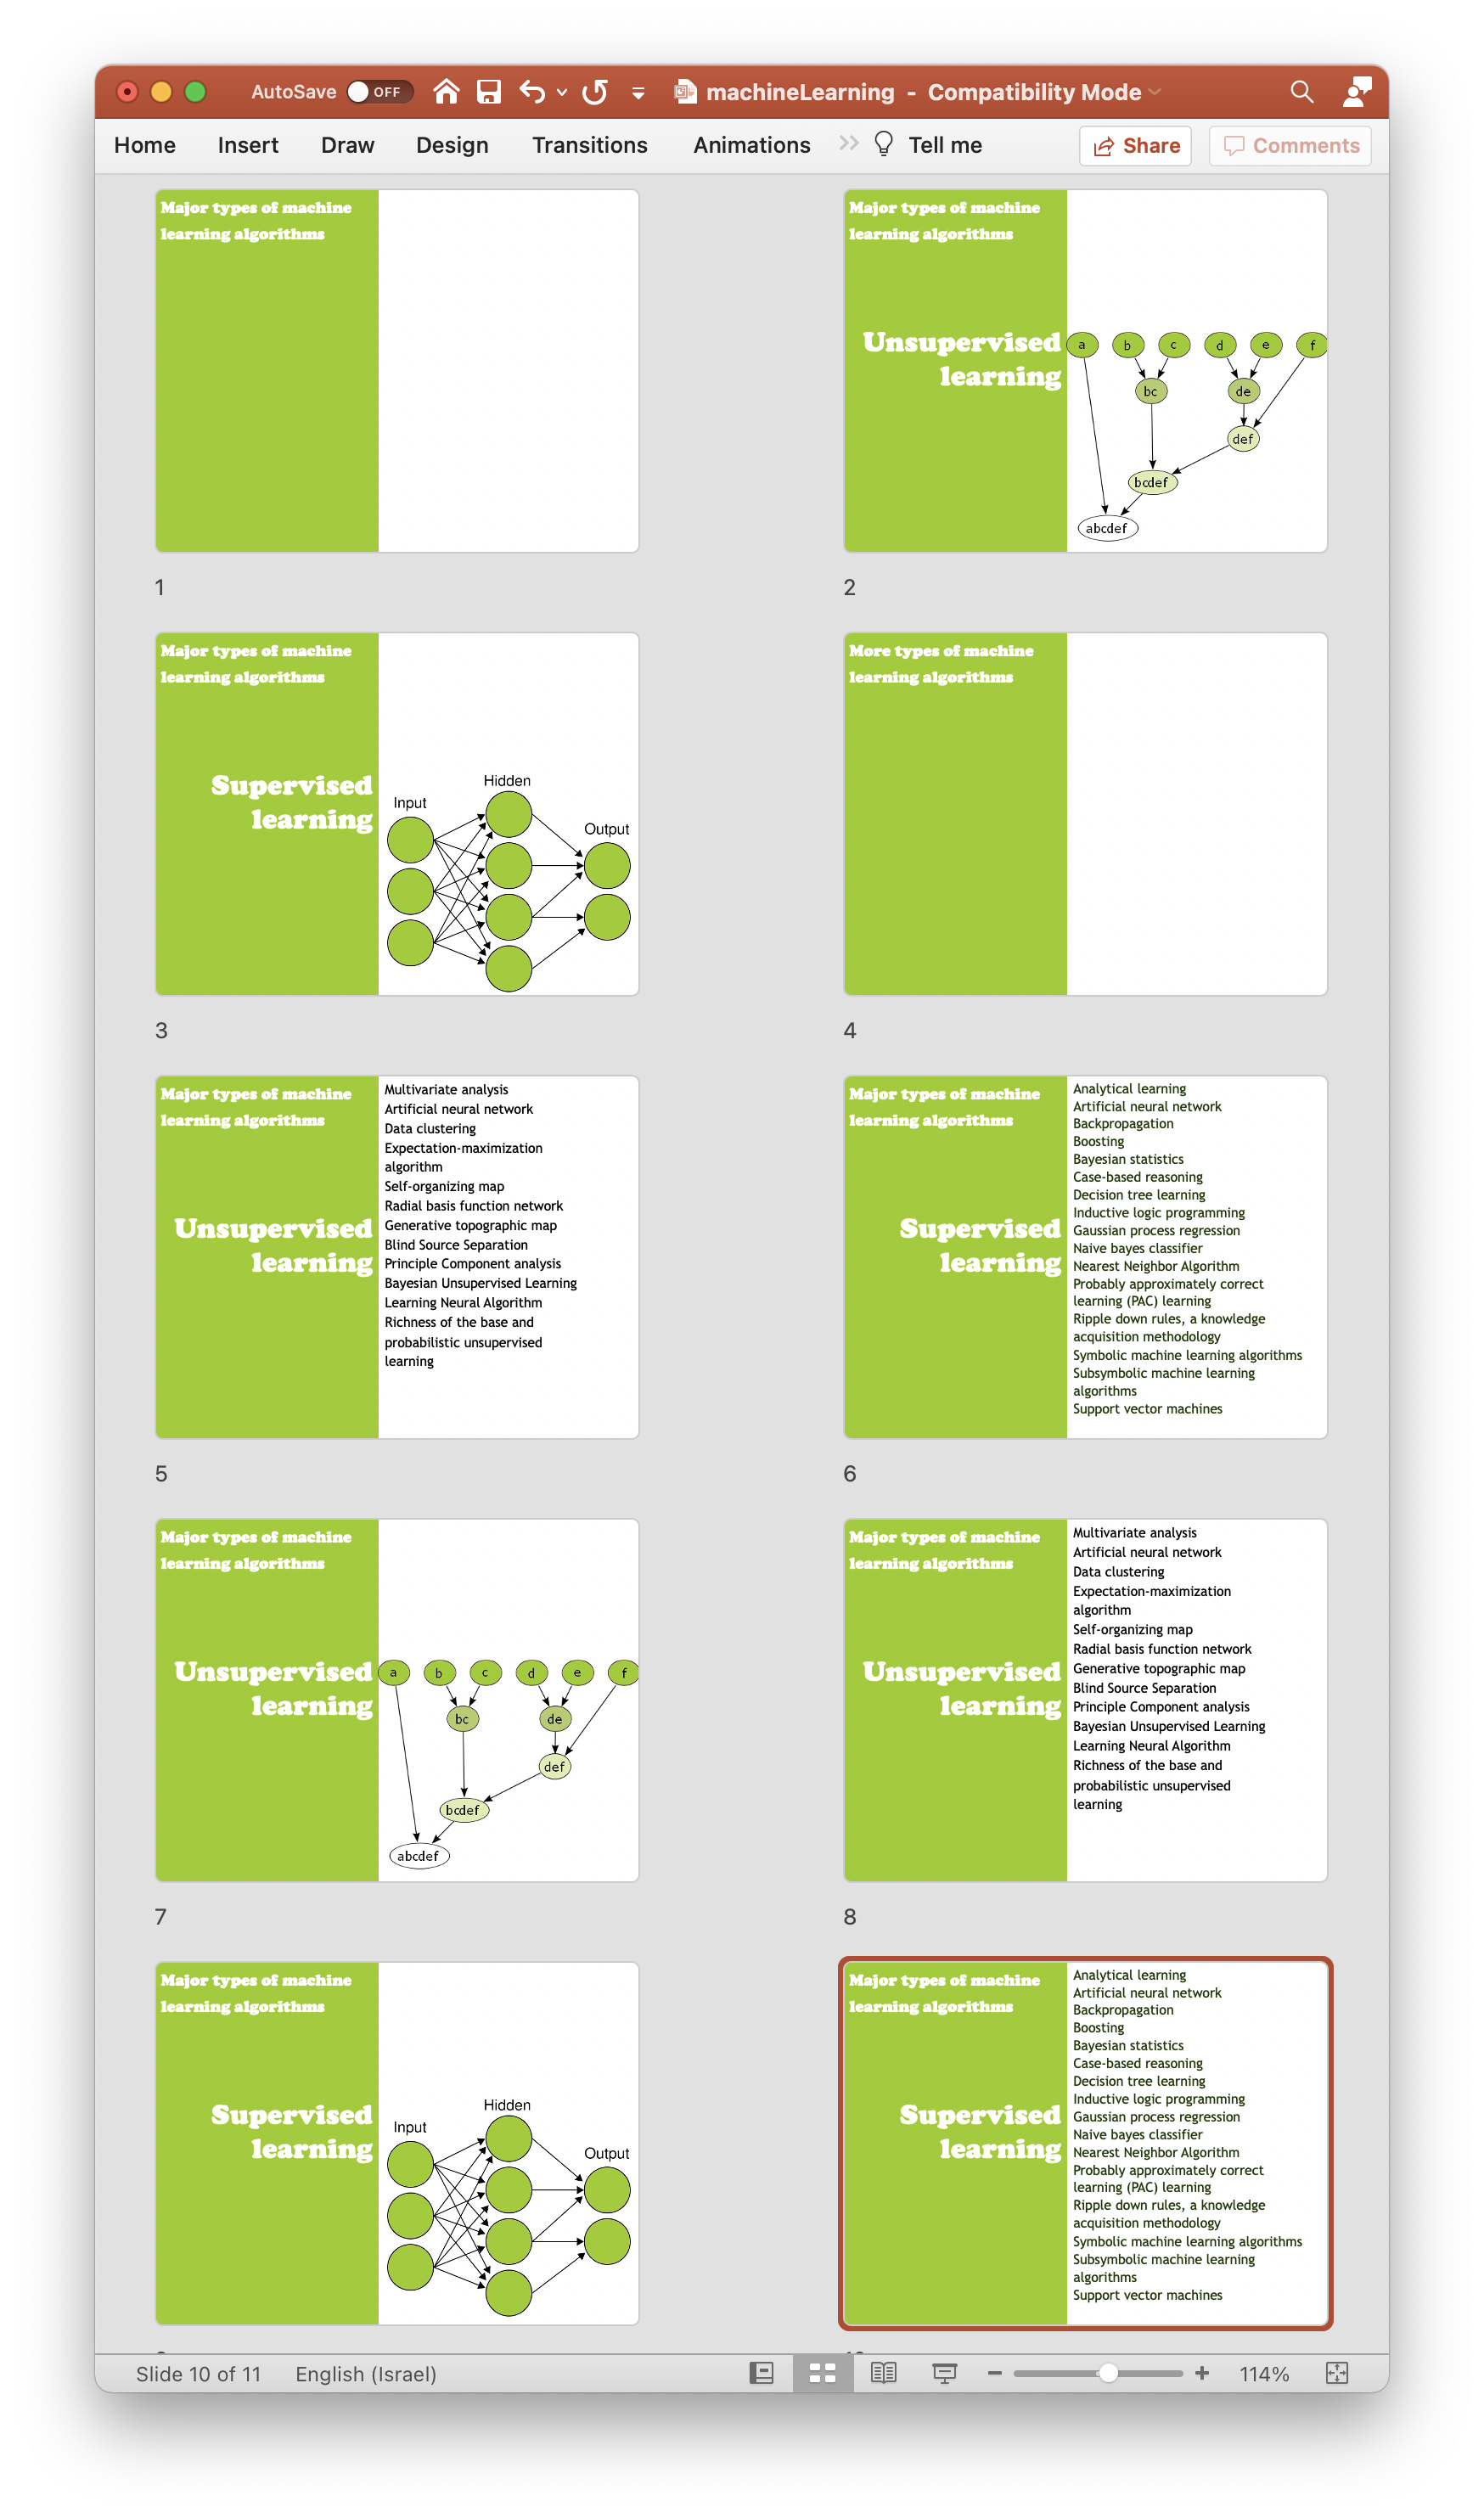 AutoSave OFF machineLearning - Compatibility Mode
Home Insert Draw Design Transitions Animations Tell me Share Comments
Major types of machine
learning algorithms
1
Major types of machine
learning algorithms
Unsupervised
learning
a b c d e f
bc de
def
bcdef
abcdef
2
Major types of machine
learning algorithms
Supervised
learning
Hidden
Input
Output
3
More types of machine
learning algorithms
4
Major types of machine
learning algorithms
Unsupervised
learning
Multivariate analysis
Artificial neural network
Data clustering
Expectation-maximization
algorithm
Self-organizing map
Radial basis function network
Generative topographic map
Blind Source Separation
Principle Component analysis
Bayesian Unsupervised Learning
Learning Neural Algorithm
Richness of the base and
probabilistic unsupervised
learning
5
Major types of machine
learning algorithms
Supervised
learning
Analytical learning
Artificial neural network
Backpropagation
Boosting
Bayesian statistics
Case-based reasoning
Decision tree learning
Inductive logic programming
Gaussian process regression
Naive bayes classifier
Nearest Neighbor Algorithm
Probably approximately correct
learning (PAC) learning
Ripple down rules, a knowledge
acquisition methodology
Symbolic machine learning algorithms
Subsymbolic machine learning
algorithms
Support vector machines
6
Major types of machine
learning algorithms
Unsupervised
learning
a b c d e f
bc de
def
bcdef
abcdef
7
Major types of machine
learning algorithms
Unsupervised
learning
Multivariate analysis
Artificial neural network
Data clustering
Expectation-maximization
algorithm
Self-organizing map
Radial basis function network
Generative topographic map
Blind Source Separation
Principle Component analysis
Bayesian Unsupervised Learning
Learning Neural Algorithm
Richness of the base and
probabilistic unsupervised
learning
8
Major types of machine
learning algorithms
Supervised
learning
Hidden
Input
Output
Major types of machine
learning algorithms
Supervised
learning
Analytical learning
Artificial neural network
Backpropagation
Boosting
Bayesian statistics
Case-based reasoning
Decision tree learning
Inductive logic programming
Gaussian process regression
Naive bayes classifier
Nearest Neighbor Algorithm
Probably approximately correct
learning (PAC) learning
Ripple down rules, a knowledge
acquisition methodology
Symbolic machine learning algorithms
Subsymbolic machine learning
algorithms
Support vector machines
Slide 10 of 11 English (Israel) 114%